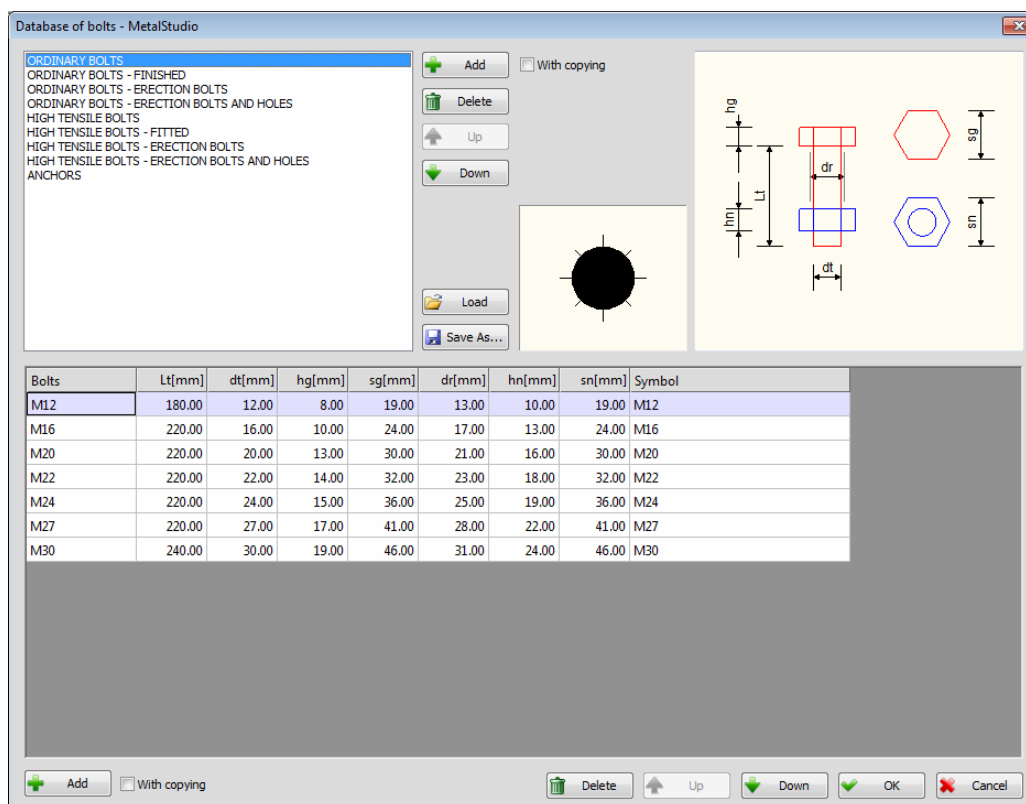 Database of bolts - MetalStudio
ORDINARY BOLTS
ORDINARY BOLTS - FINISHED
ORDINARY BOLTS - ERECTION BOLTS
ORDINARY BOLTS - ERECTION BOLTS AND HOLES
HIGH TENSILE BOLTS
HIGH TENSILE BOLTS - FITTED
HIGH TENSILE BOLTS - ERECTION BOLTS
HIGH TENSILE BOLTS - ERECTION BOLTS AND HOLES
ANCHORS
Add
With copying
Delete
Up
Down
Load
Save As...
hg
sg
dr
Lt
hn
sn
dt
Bolts Lt[mm] dt[mm] hg[mm] sg[mm] dr[mm] hn[mm] sn[mm] Symbol
M12 180.00 12.00 8.00 19.00 13.00 10.00 19.00 M12
M16 220.00 16.00 10.00 24.00 17.00 13.00 24.00 M16
M20 220.00 20.00 13.00 30.00 21.00 16.00 30.00 M20
M22 220.00 22.00 14.00 32.00 23.00 18.00 32.00 M22
M24 220.00 24.00 15.00 36.00 25.00 19.00 36.00 M24
M27 220.00 27.00 17.00 41.00 28.00 22.00 41.00 M27
M30 240.00 30.00 19.00 46.00 31.00 24.00 46.00 M30
Add With copying Delete Up Down OK Cancel